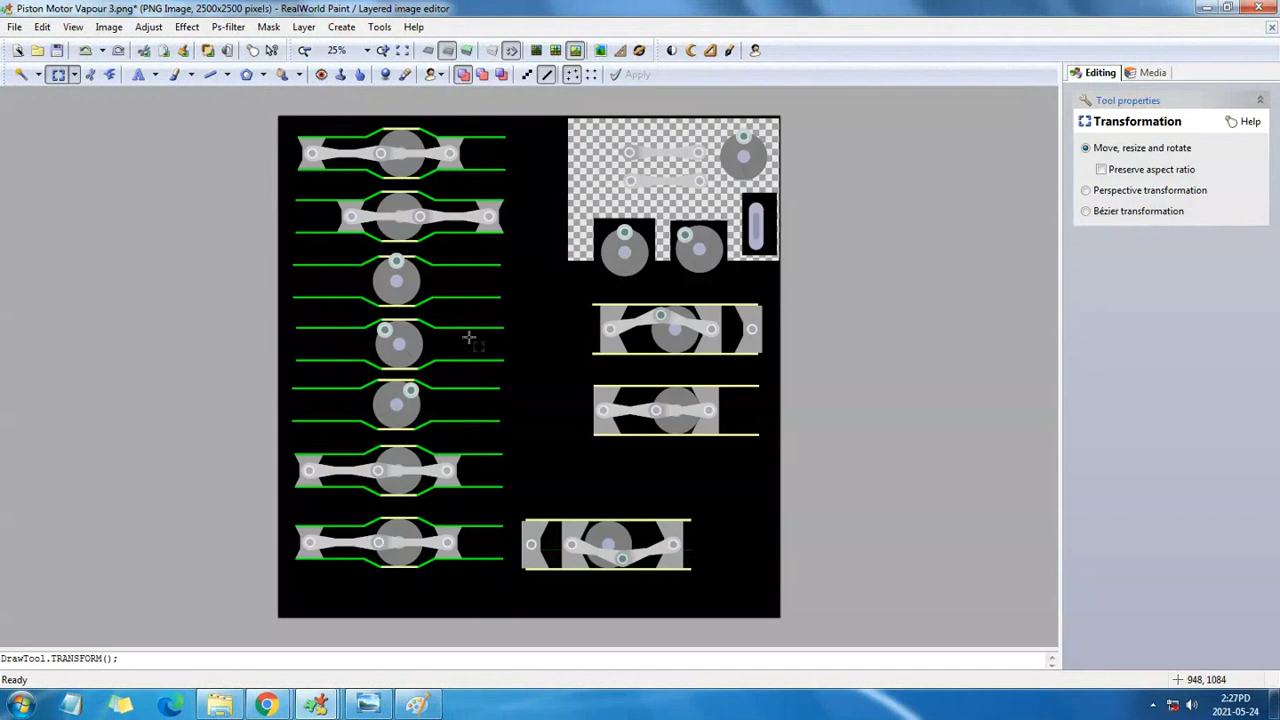 Piston Motor Vapour 3.png* (PNG Image, 2500x2500 pixels) - RealWorld Paint / Layered image editor
File Edit View Image Adjust Effect Ps-filter Mask Layer Create Tools Help
25%
Apply
Editing Media
Tool properties
Transformation Help
Move, resize and rotate
Preserve aspect ratio
Perspective transformation
Bézier transformation
DrawTool.TRANSFORM();
Ready 948, 1084
2:27PD
2021-05-24